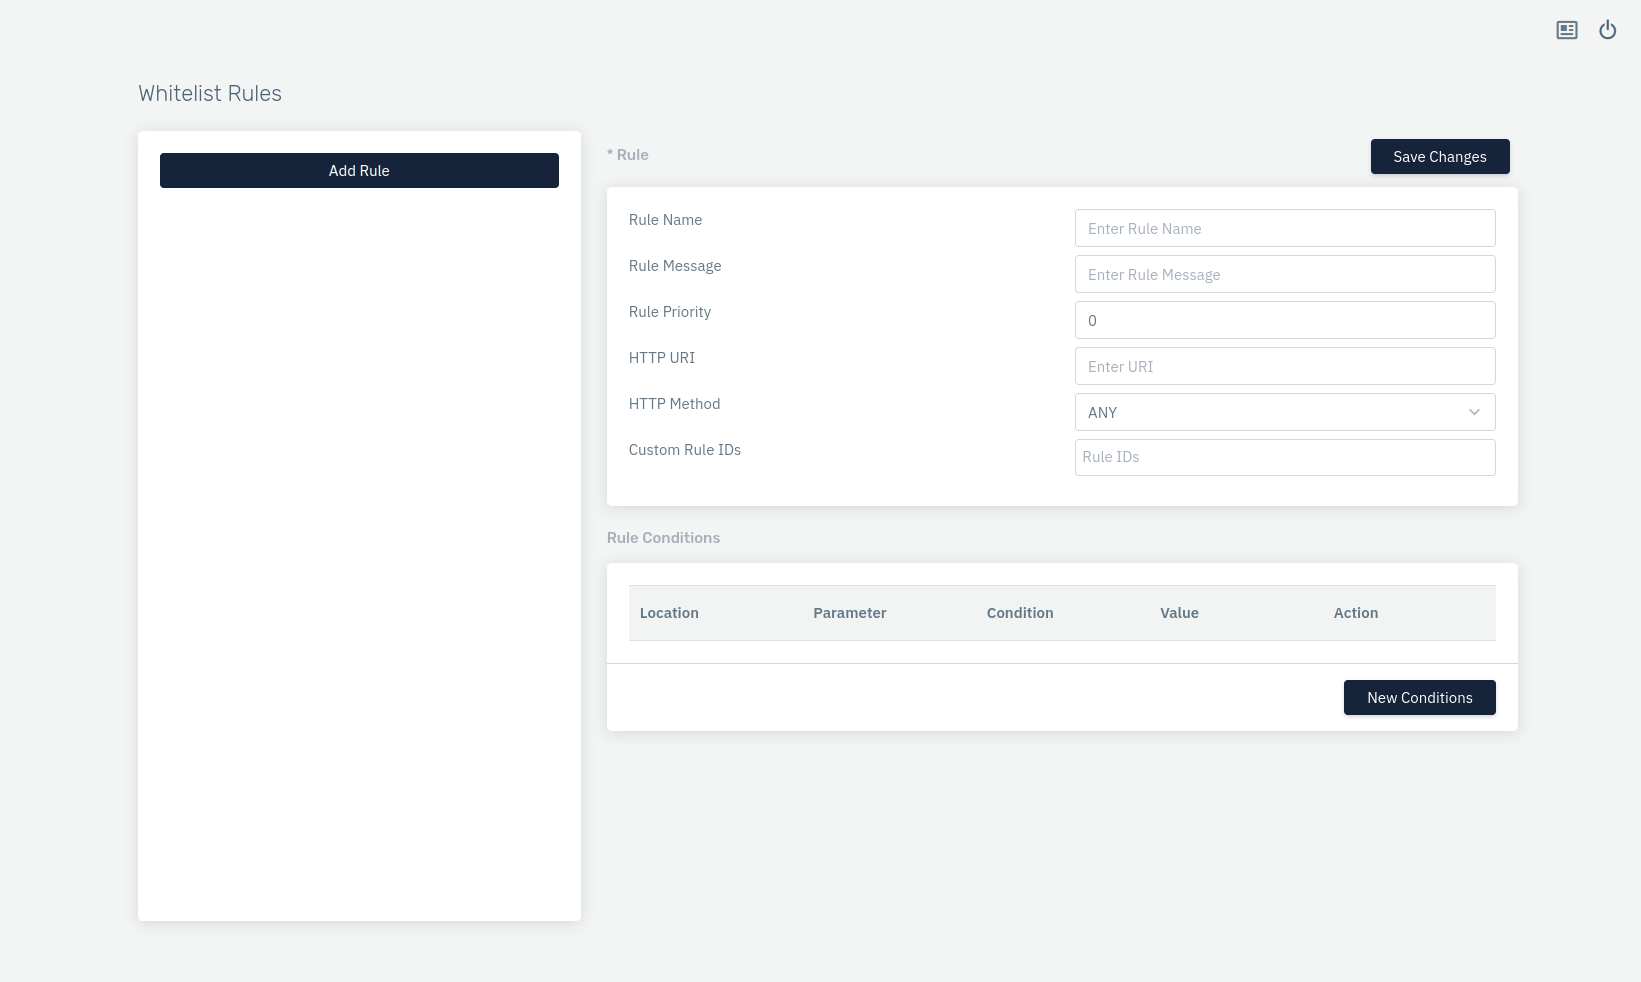 Whitelist Rules
Add Rule
* Rule
Save Changes
Rule Name
Enter Rule Name
Rule Message
Enter Rule Message
Rule Priority
0
HTTP URI
Enter URI
HTTP Method
ANY
Custom Rule IDs
Rule IDs
Rule Conditions
Location Parameter Condition Value Action
New Conditions